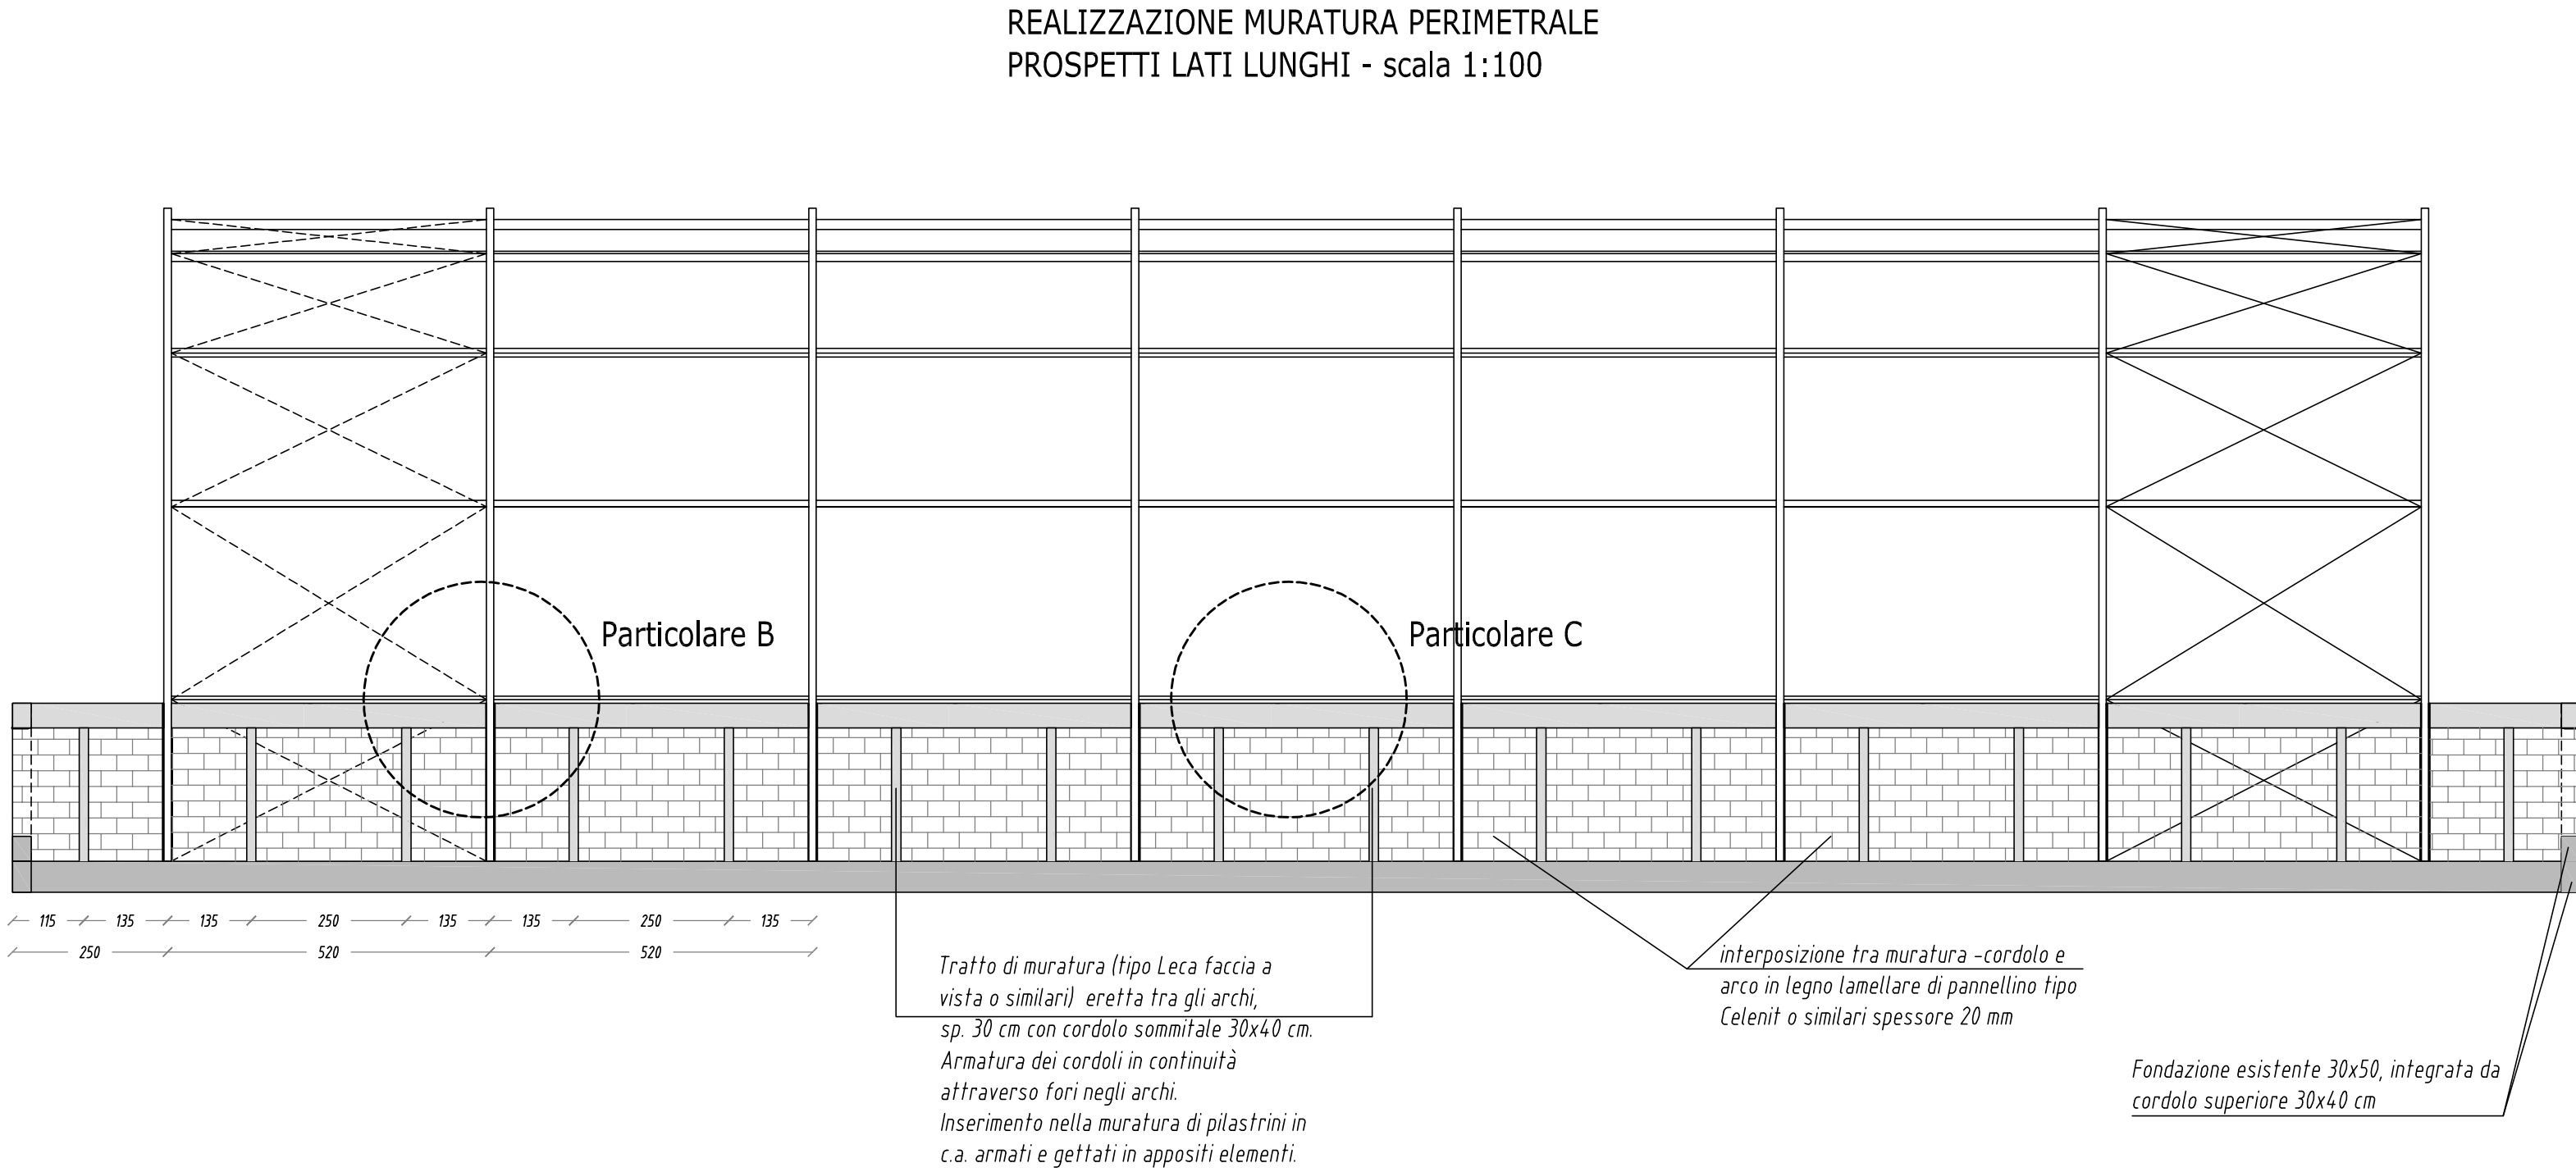 REALIZZAZIONE MURATURA PERIMETRALE
PROSPETTI LATI LUNGHI - scala 1:100
Particolare B
Particolare C
115 135 135 250 135 135 250 135
250 520 520
Tratto di muratura (tipo Leca faccia a
vista o similari) eretta tra gli archi,
sp. 30 cm con cordolo sommitale 30x40 cm.
Armatura dei cordoli in continuità
attraverso fori negli archi.
Inserimento nella muratura di pilastrini in
c.a. armati e gettati in appositi elementi.
interposizione tra muratura -cordolo e
arco in legno lamellare di pannellino tipo
Celenit o similari spessore 20 mm
Fondazione esistente 30x50, integrata da
cordolo superiore 30x40 cm